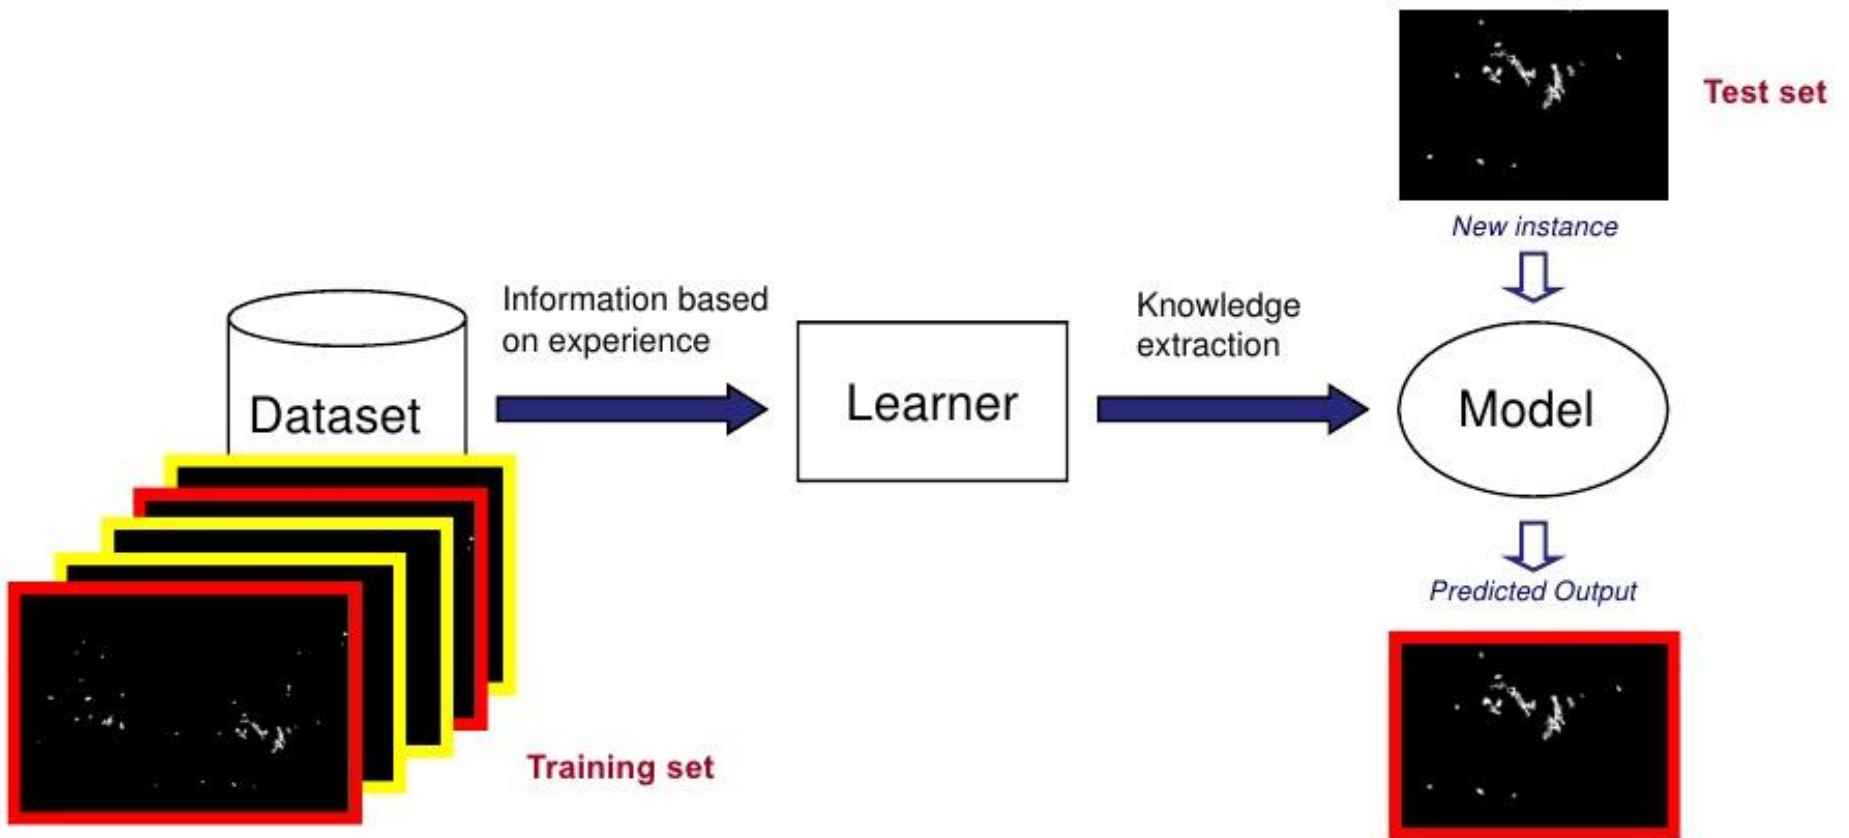 Test set
New instance
Information based
on experience
Knowledge
extraction
Dataset
Learner
Model
Predicted Output
Training set